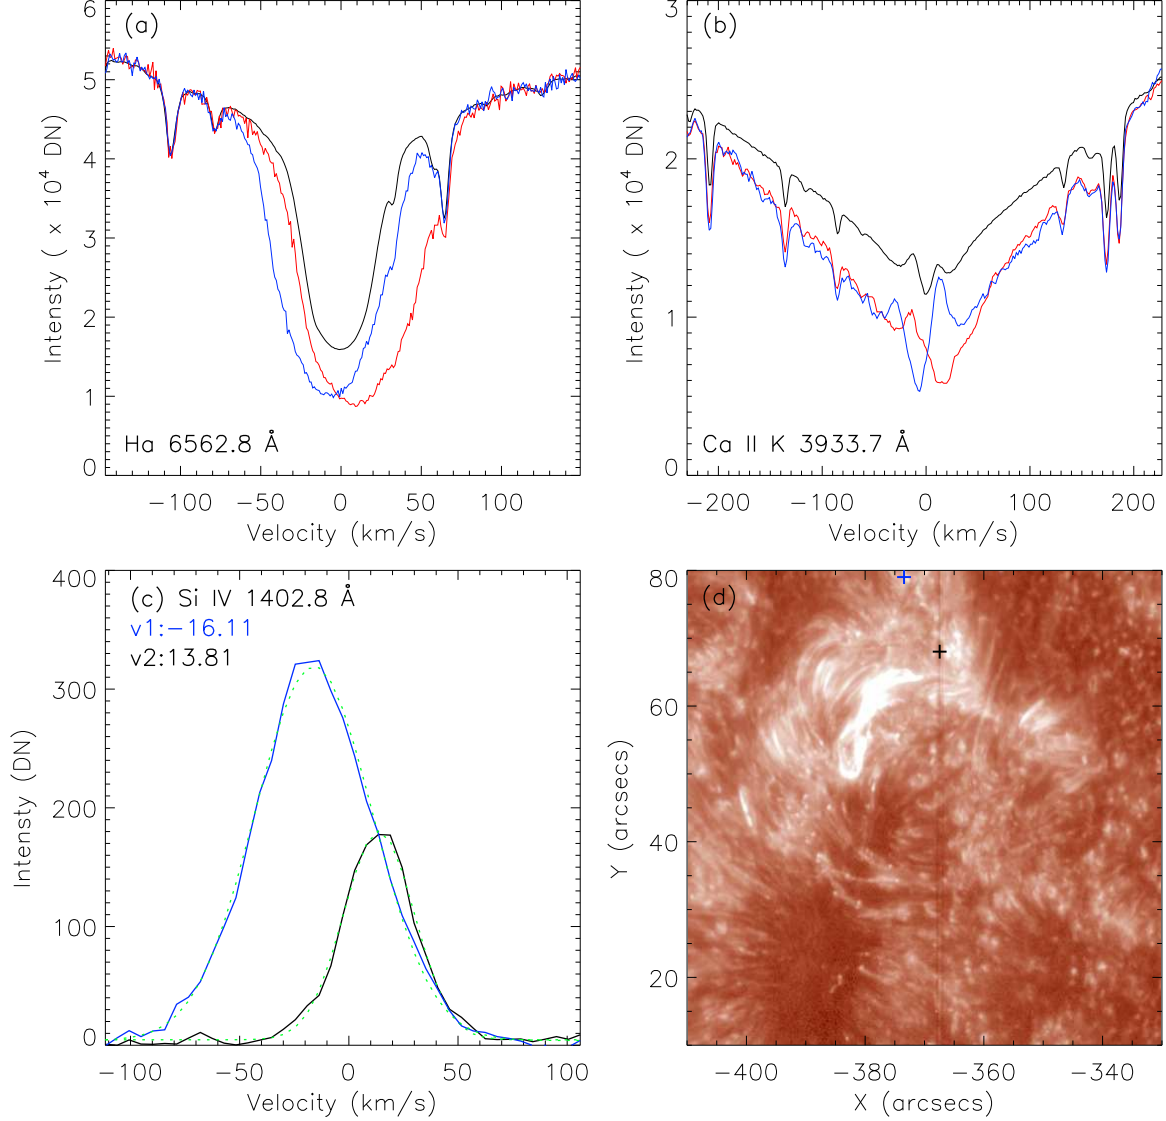 (a)
6
5
4
3
2
1
0
Intensty ( x 10⁴ DN)
Ha 6562.8 Å
−100 −50 0 50 100
Velocity (km/s)
(b)
3
2
1
0
Intensty ( x 10⁴ DN)
Ca II K 3933.7 Å
−200 −100 0 100 200
Velocity (km/s)
(c) Si IV 1402.8 Å
v1:−16.11
v2:13.81
400
300
200
100
0
Intensty (DN)
−100 −50 0 50 100
Velocity (km/s)
(d)
80
60
40
20
Y (arcsecs)
−400 −380 −360 −340
X (arcsecs)